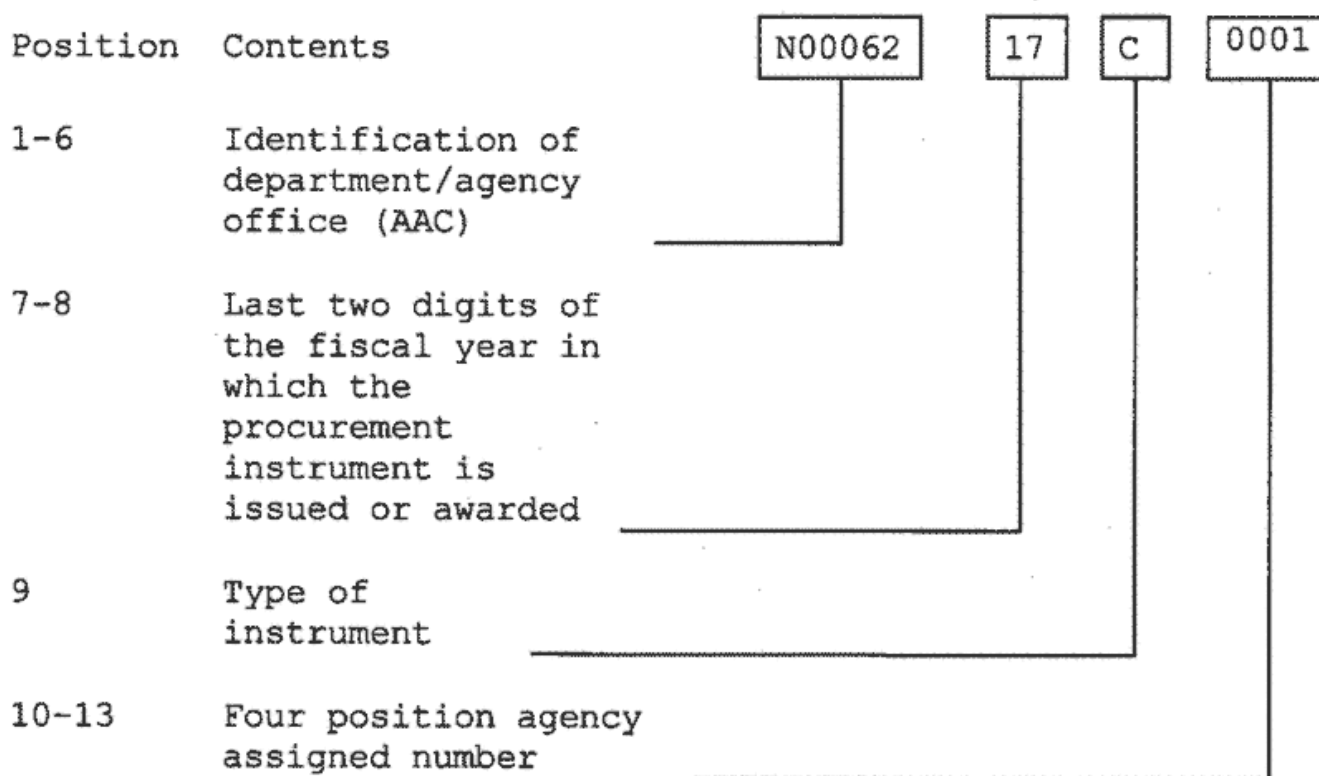 Position Contents N00062 17 C 0001
1-6 Identification of
department/agency
office (AAC)
7-8 Last two digits of
the fiscal year in
which the
procurement
instrument is
issued or awarded
9 Type of
instrument
10-13 Four position agency
assigned number